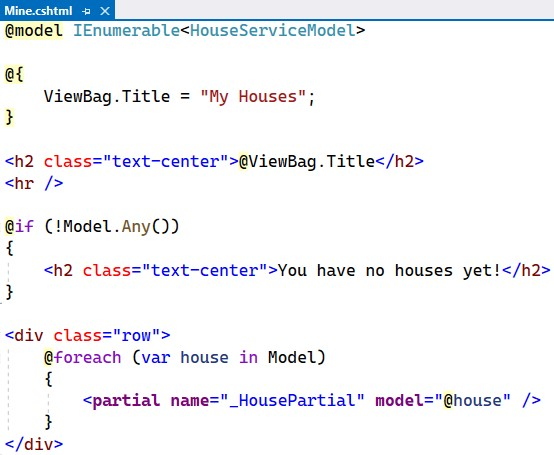 Mine.cshtml
@model IEnumerable<HouseServiceModel>
@{
    ViewBag.Title = "My Houses";
}
<h2 class="text-center">@ViewBag.Title</h2>
<hr />
@if (!Model.Any())
{
    <h2 class="text-center">You have no houses yet!</h2>
}
<div class="row">
    @foreach (var house in Model)
    {
        <partial name="_HousePartial" model="@house" />
    }
</div>